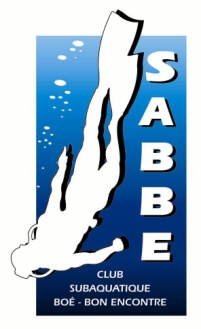 SABBE
CLUB
SUBAQUATIQUE
BOÉ - BON ENCONTRE